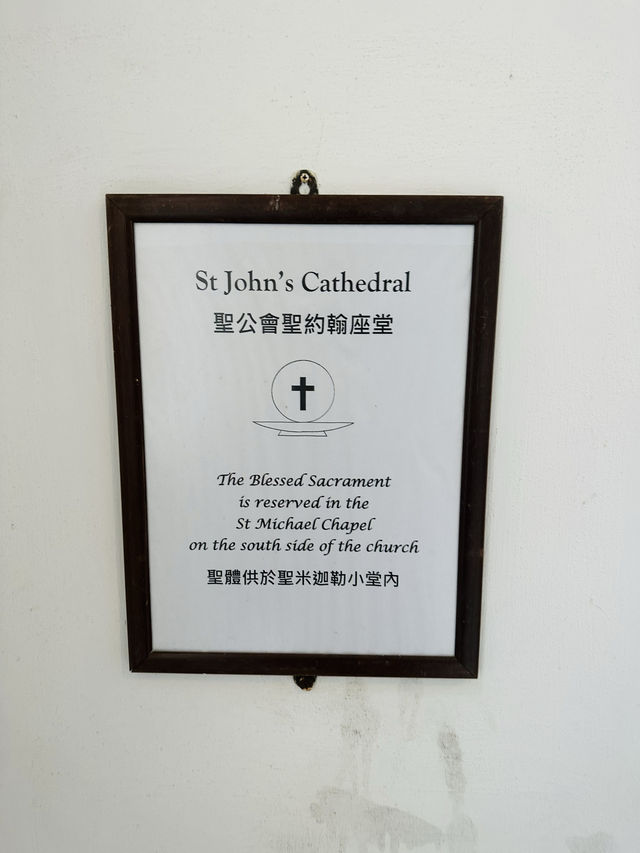 St John's Cathedral
聖公會聖約翰座堂
The Blessed Sacrament
is reserved in the
St Michael Chapel
on the south side of the church
聖體供於聖米迦勒小堂內